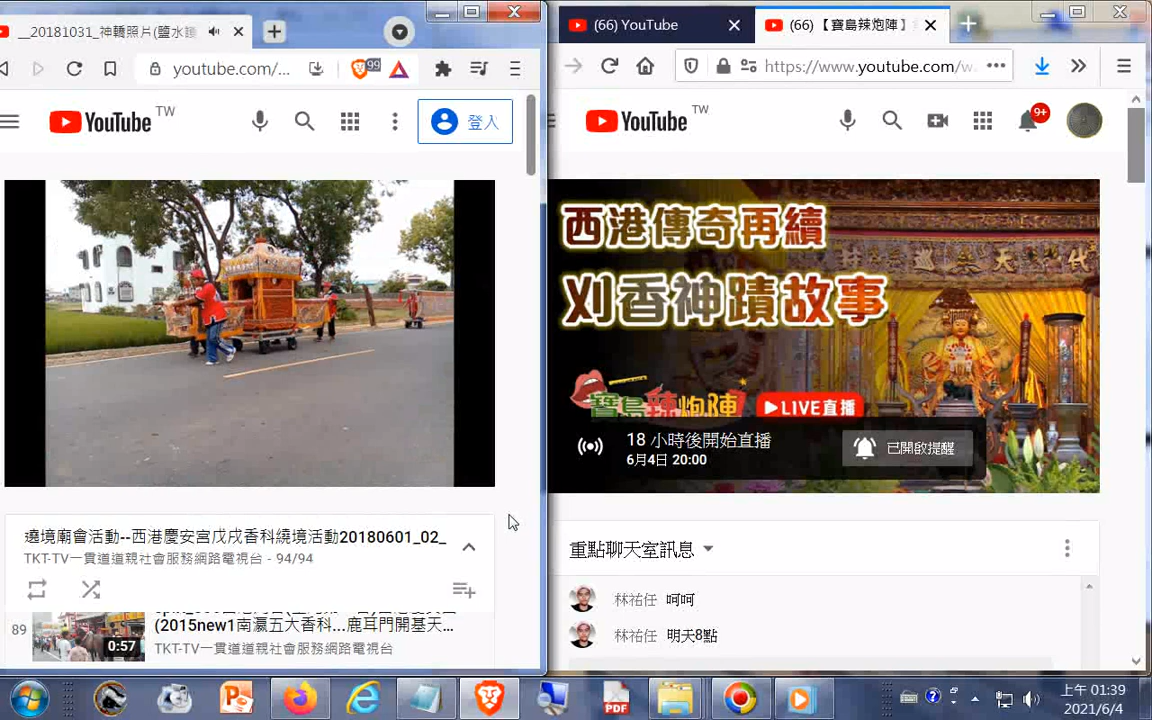 __20181031_神轎照片(鹽水護
youtube.com/...
99
YouTube TW
登入
遶境廟會活動--西港慶安宮戊戌香科繞境活動20180601_02_
TKT-TV一貫道道親社會服務網路電視台 - 94/94
89
0:57
(2015new1南瀛五大香科...鹿耳門開基天...
TKT-TV一貫道道親社會服務網路電視台
(66) YouTube
(66) 【寶島辣炮陣】
https://www.youtube.com/w
YouTube TW
9+
西港傳奇再續
刈香神蹟故事
寶島辣炮陣
LIVE直播
18 小時後開始直播
6月4日 20:00
已開啟提醒
重點聊天室訊息
林祐任 呵呵
林祐任 明天8點
PDF
上午 01:39
2021/6/4